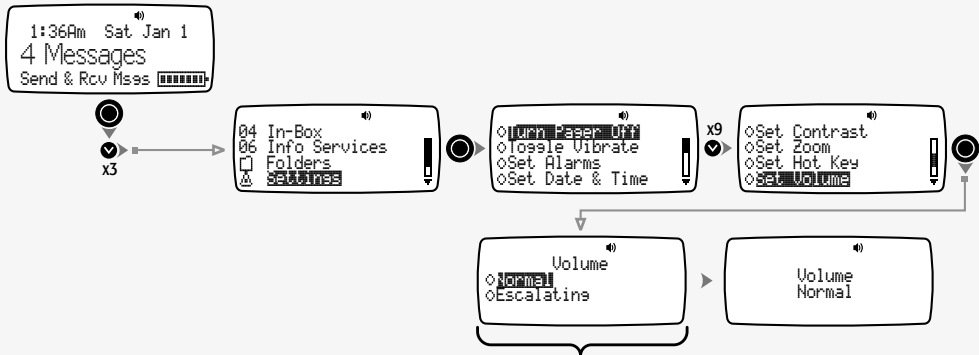 1:36Am Sat Jan 1
4 Messages
Send & Rcv Msgs
x3
04 In-Box
06 Info Services
Folders
Settings
Turn Pager Off
Toggle Vibrate
Set Alarms
Set Date & Time
x9
Set Contrast
Set Zoom
Set Hot Key
Set Volume
Volume
Normal
Escalating
Volume
Normal